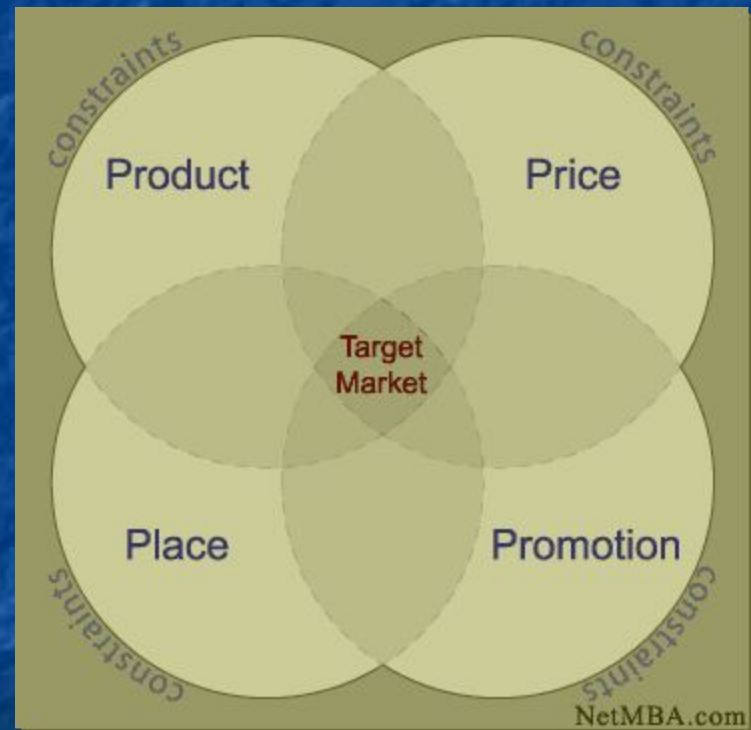 constraints
constraints
Product
Price
Target
Market
Place
Promotion
constraints
constraints
NetMBA.com